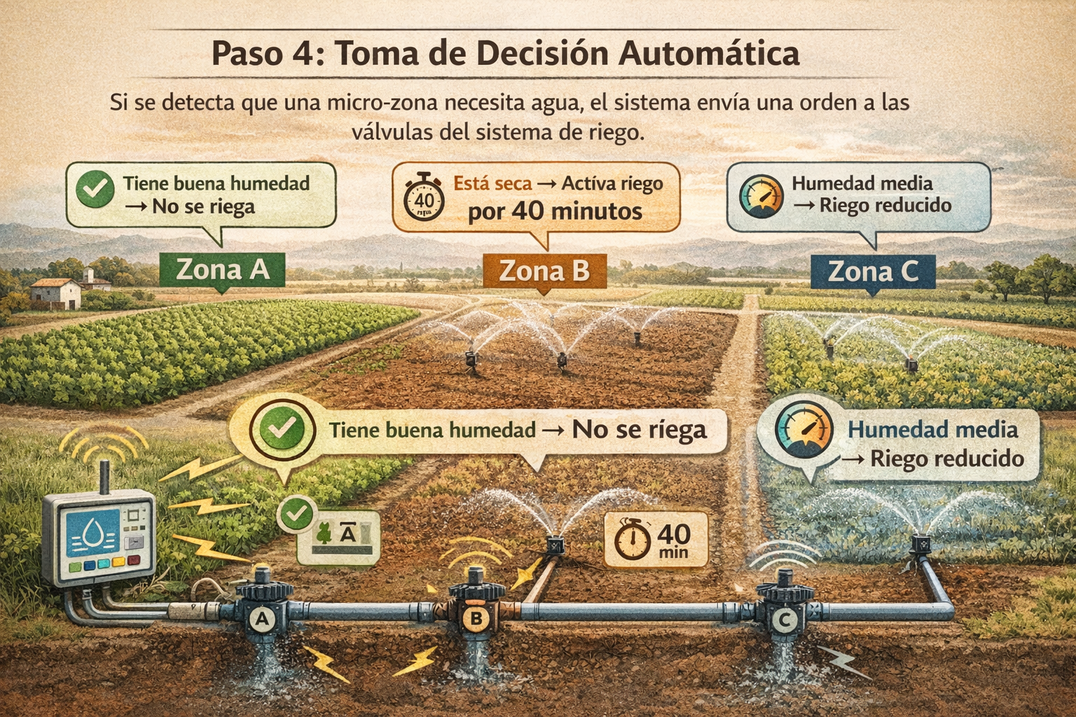 Paso 4: Toma de Decisión Automática
Si se detecta que una micro-zona necesita agua, el sistema envía una orden a las
válvulas del sistema de riego.
Tiene buena humedad
→ No se riega
40
Está seca → Activa riego
por 40 minutos
Humedad media
→ Riego reducido
Zona A
Zona B
Zona C
Tiene buena humedad → No se riega
Humedad media
→ Riego reducido
A
40
min
A
B
C